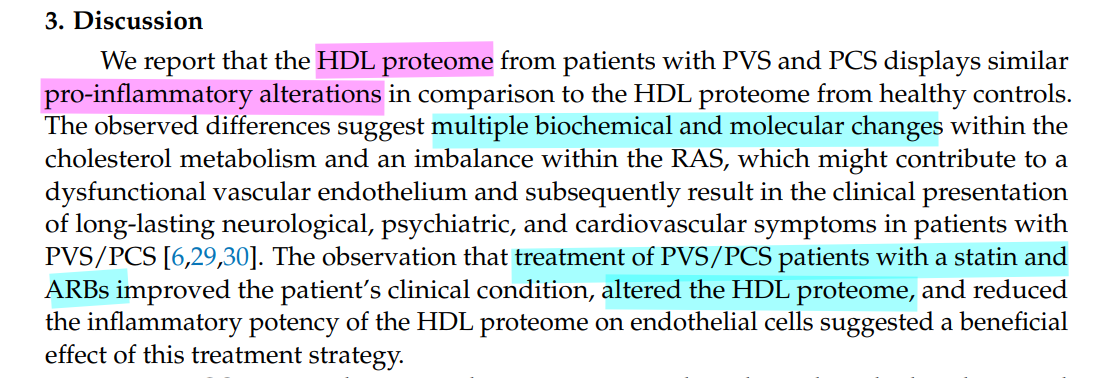 3. Discussion
We report that the HDL proteome from patients with PVS and PCS displays similar
pro-inflammatory alterations in comparison to the HDL proteome from healthy controls.
The observed differences suggest multiple biochemical and molecular changes within the
cholesterol metabolism and an imbalance within the RAS, which might contribute to a
dysfunctional vascular endothelium and subsequently result in the clinical presentation
of long-lasting neurological, psychiatric, and cardiovascular symptoms in patients with
PVS/PCS [6,29,30]. The observation that treatment of PVS/PCS patients with a statin and
ARBs improved the patient's clinical condition, altered the HDL proteome, and reduced
the inflammatory potency of the HDL proteome on endothelial cells suggested a beneficial
effect of this treatment strategy.